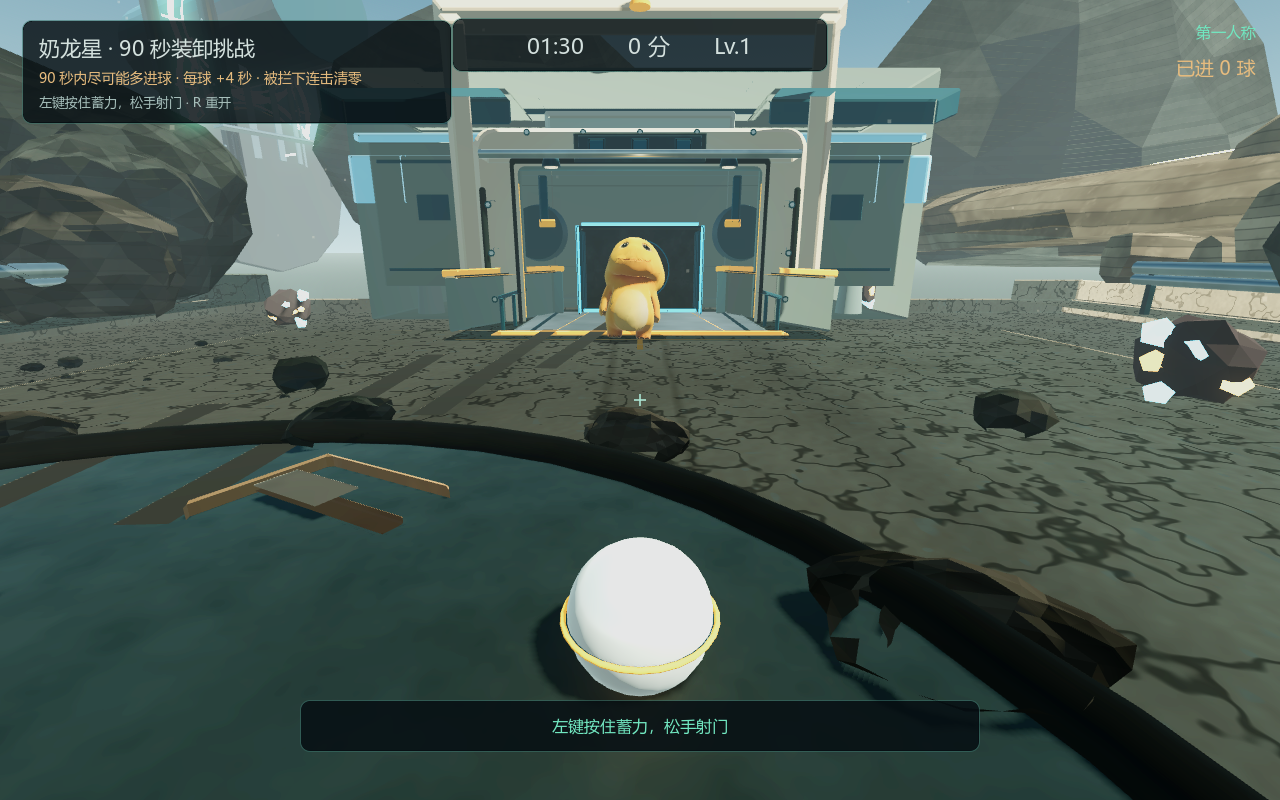 奶龙星 · 90 秒装卸挑战
90 秒内尽可能多进球 · 每球 +4 秒 · 被拦下连击清零
左键按住蓄力，松手射门 · R 重开
01:30 0 分 Lv.1
第一人称
已进 0 球
左键按住蓄力，松手射门